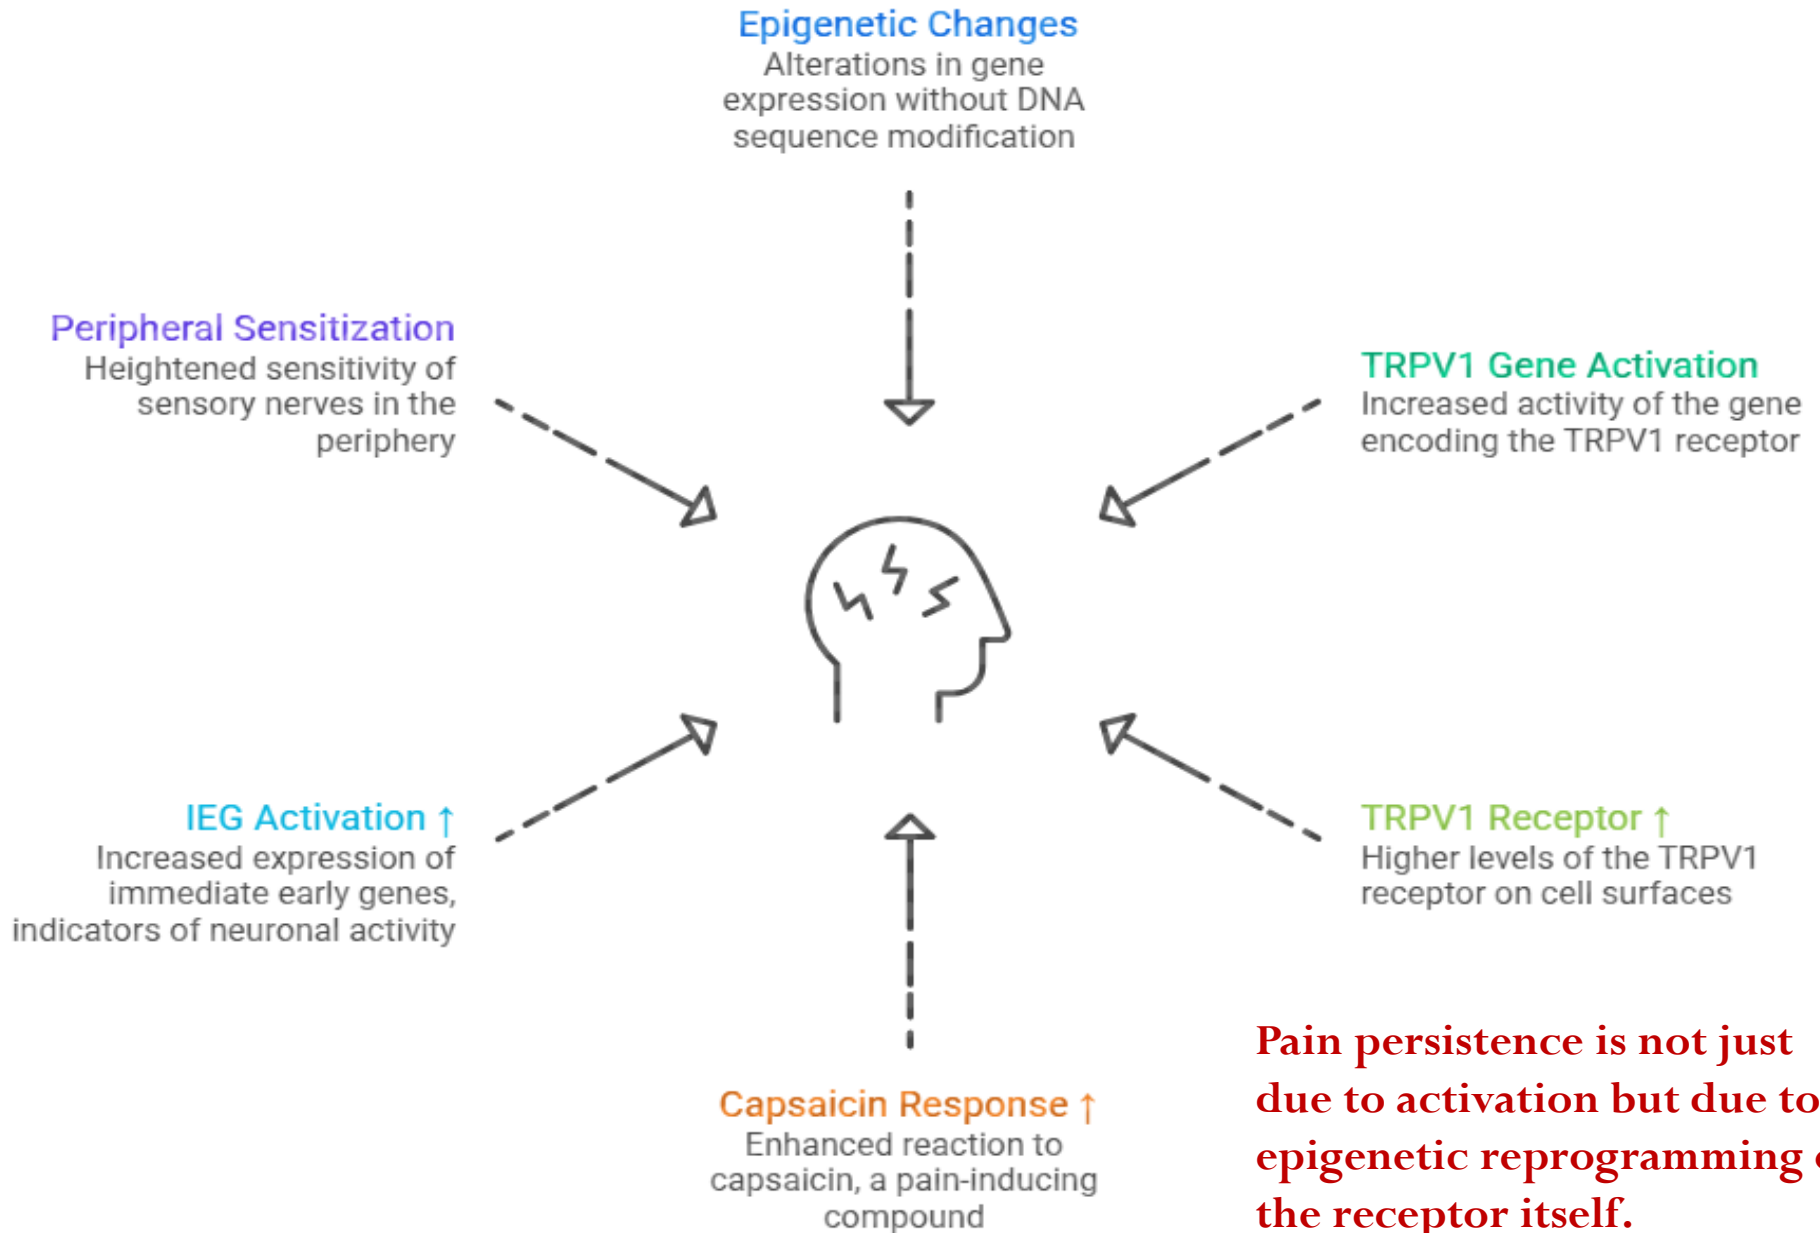 Epigenetic Changes
Alterations in gene
expression without DNA
sequence modification
Peripheral Sensitization
Heightened sensitivity of
sensory nerves in the
periphery
TRPV1 Gene Activation
Increased activity of the gene
encoding the TRPV1 receptor
IEG Activation ↑
Increased expression of
immediate early genes,
indicators of neuronal activity
TRPV1 Receptor ↑
Higher levels of the TRPV1
receptor on cell surfaces
Capsaicin Response ↑
Enhanced reaction to
capsaicin, a pain-inducing
compound
Pain persistence is not just
due to activation but due to
epigenetic reprogramming
the receptor itself.